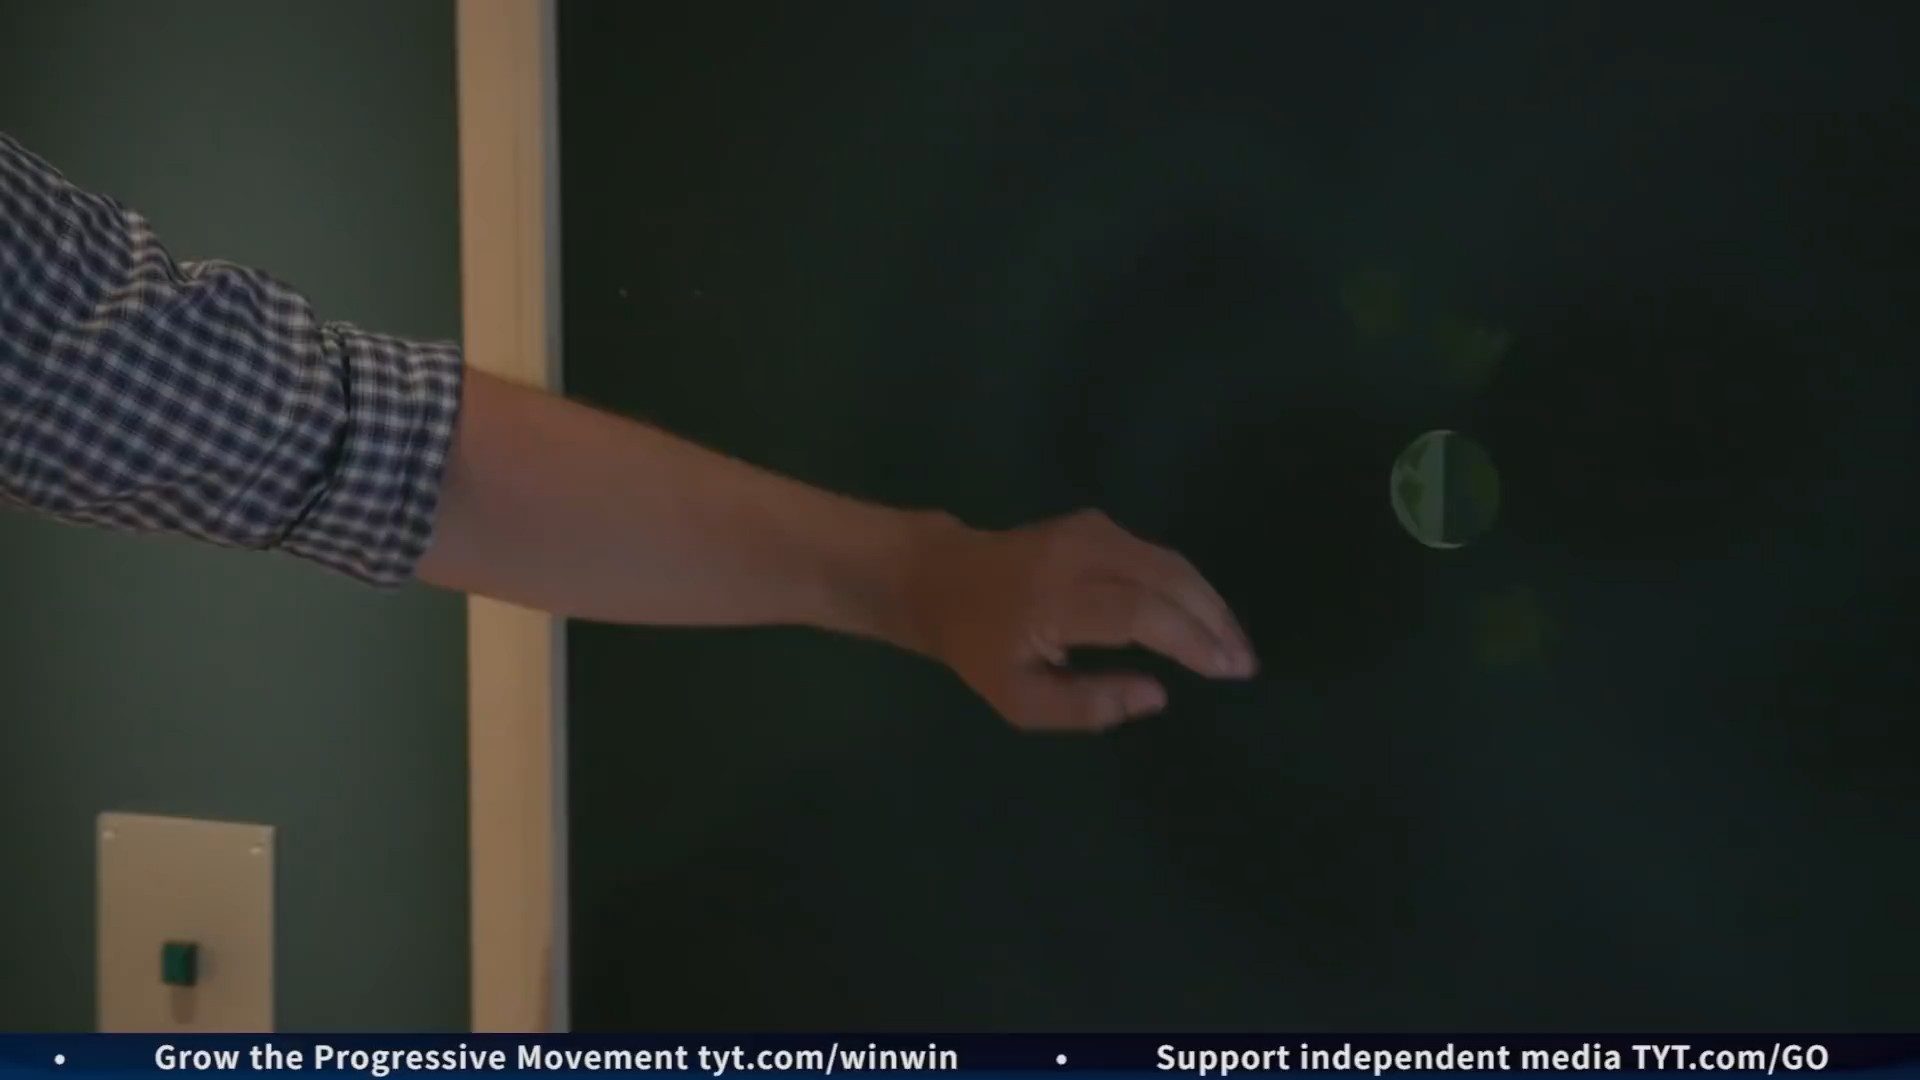 • Grow the Progressive Movement tyt.com/winwin • Support independent media TYT.com/GO